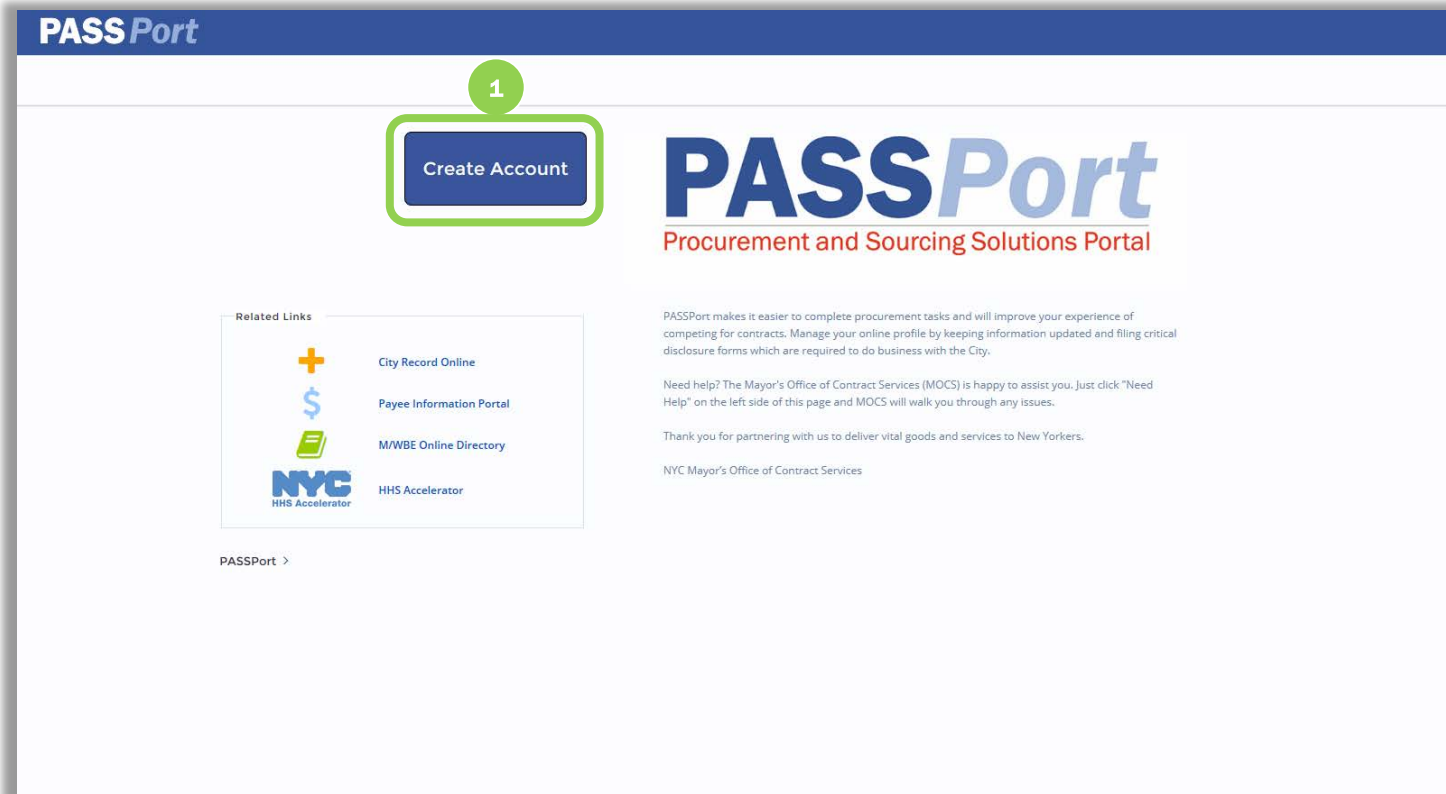 PASSPort
1
Create Account
PASSPort
Procurement and Sourcing Solutions Portal
Related Links
City Record Online
Payee Information Portal
M/WBE Online Directory
NYC
HHS Accelerator
HHS Accelerator
PASSPort >
PASSPort makes it easier to complete procurement tasks and will improve your experience of
competing for contracts. Manage your online profile by keeping information updated and filing critical
disclosure forms which are required to do business with the City.
Need help? The Mayor's Office of Contract Services (MOCS) is happy to assist you. Just click "Need
Help" on the left side of this page and MOCS will walk you through any issues.
Thank you for partnering with us to deliver vital goods and services to New Yorkers.
NYC Mayor's Office of Contract Services